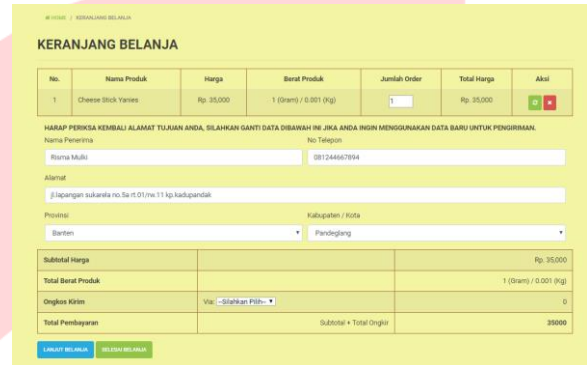 HOME / KERANJANG BELANJA
KERANJANG BELANJA
No. Nama Produk Harga Berat Produk Jumlah Order Total Harga Aksi
1 Cheese Stick Yanies Rp. 35,000 1 (Gram) / 0.001 (Kg) 1 Rp. 35,000
HARAP PERIKSA KEMBALI ALAMAT TUJUAN ANDA, SILAHKAN GANTI DATA DIBAWAH INI JIKA ANDA INGIN MENGGUNAKAN DATA BARU UNTUK PENGIRIMAN.
Nama Penerima No Telepon
Risma Mulki 081244667894
Alamat
jl.lapangan sukarela no.5a rt.01/rw.11 kp.kadupandak
Provinsi Kabupaten / Kota
Banten Pandeglang
Subtotal Harga Rp. 35,000
Total Berat Produk 1 (Gram) / 0.001 (Kg)
Ongkos Kirim Via: --Silahkan Pilih-- 0
Total Pembayaran Subtotal + Total Ongkir 35000
LANJUT BELANJA SELESAI BELANJA